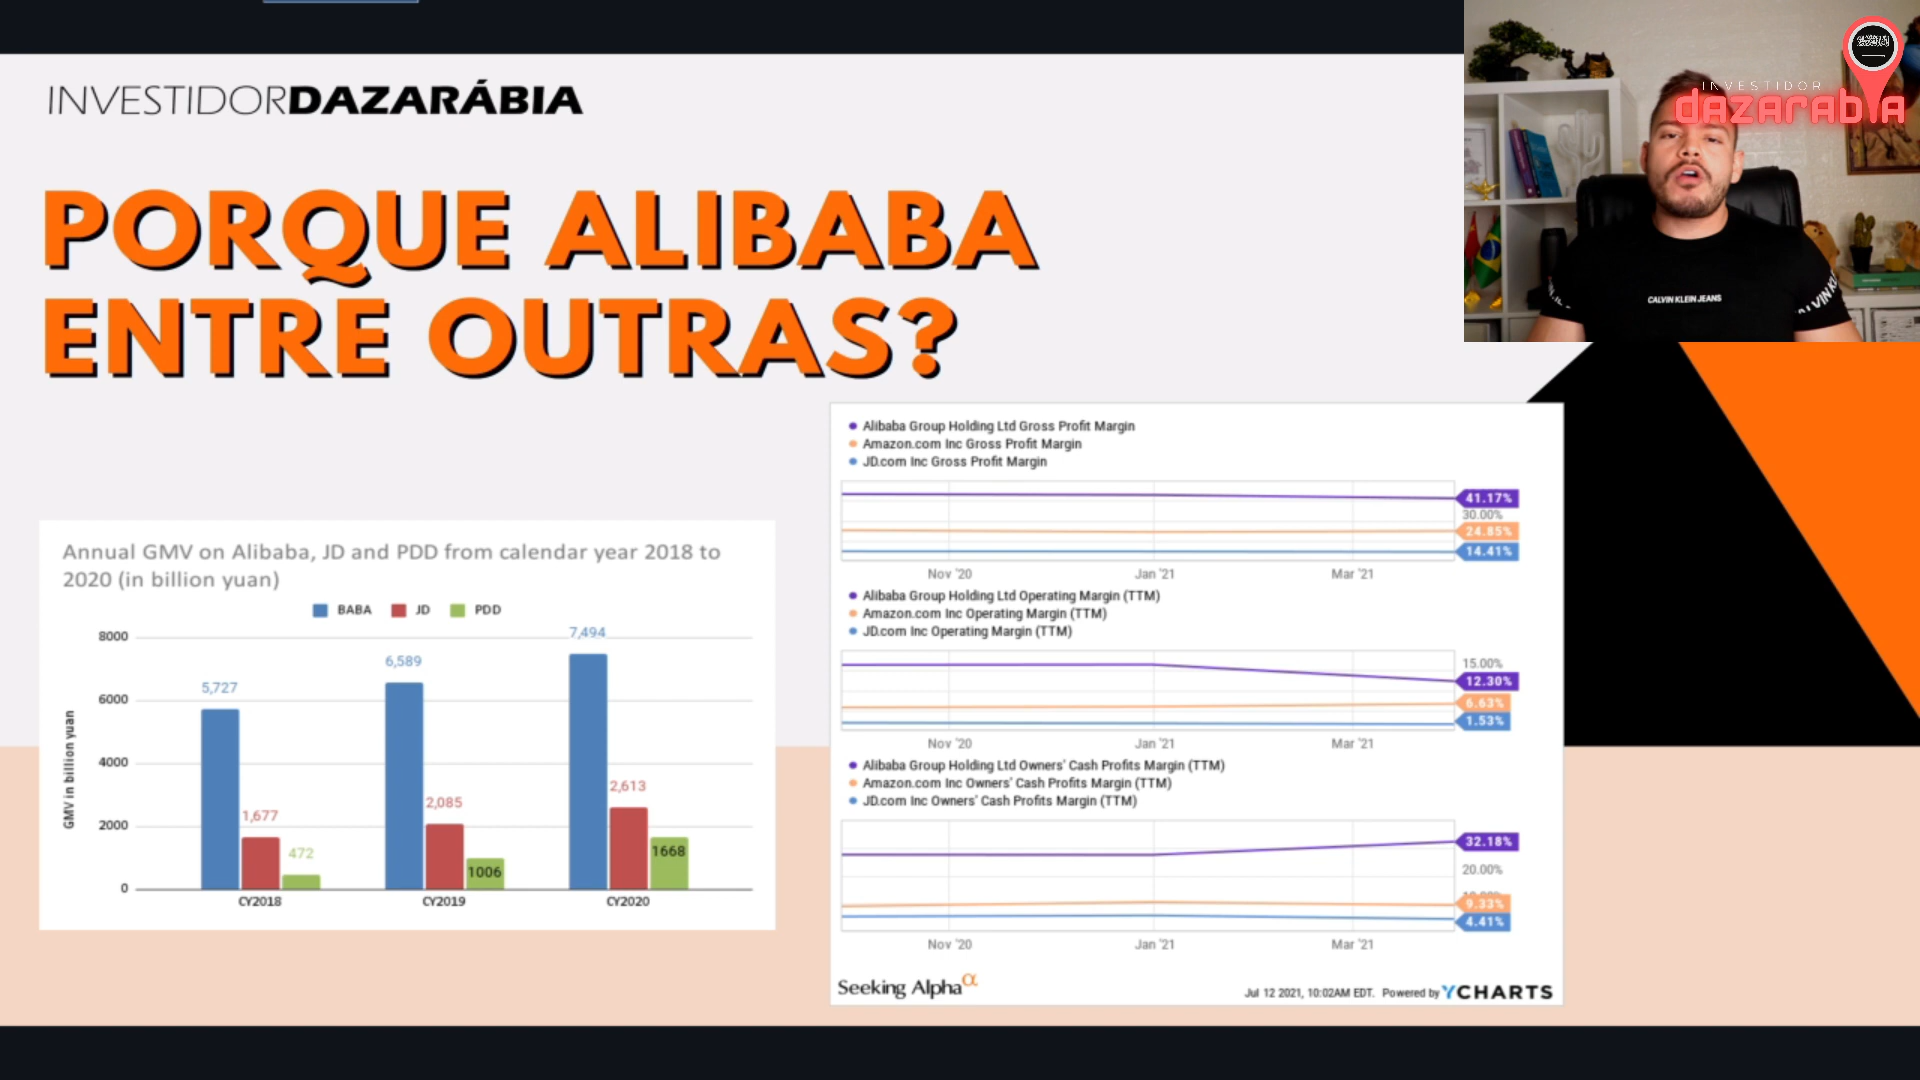 INVESTIDORDAZARÁBIA
PORQUE ALIBABA
ENTRE OUTRAS?
INVESTIDOR
dazarabIA
CALVIN KLEIN JEANS
Annual GMV on Alibaba, JD and PDD from calendar year 2018 to
2020 (in billion yuan)
BABA JD PDD
GMV in billion yuan
8000
6000
4000
2000
0
5,727
1,677
472
6,589
2,085
1006
7,494
2,613
1668
CY2018 CY2019 CY2020
Alibaba Group Holding Ltd Gross Profit Margin
Amazon.com Inc Gross Profit Margin
JD.com Inc Gross Profit Margin
41.17%
30.00%
24.85%
14.41%
Nov '20 Jan '21 Mar '21
Alibaba Group Holding Ltd Operating Margin (TTM)
Amazon.com Inc Operating Margin (TTM)
JD.com Inc Operating Margin (TTM)
15.00%
12.30%
6.63%
1.53%
Nov '20 Jan '21 Mar '21
Alibaba Group Holding Ltd Owners' Cash Profits Margin (TTM)
Amazon.com Inc Owners' Cash Profits Margin (TTM)
JD.com Inc Owners' Cash Profits Margin (TTM)
32.18%
20.00%
9.33%
4.41%
Nov '20 Jan '21 Mar '21
Seeking Alpha α
Jul 12 2021, 10:02AM EDT. Powered by YCHARTS